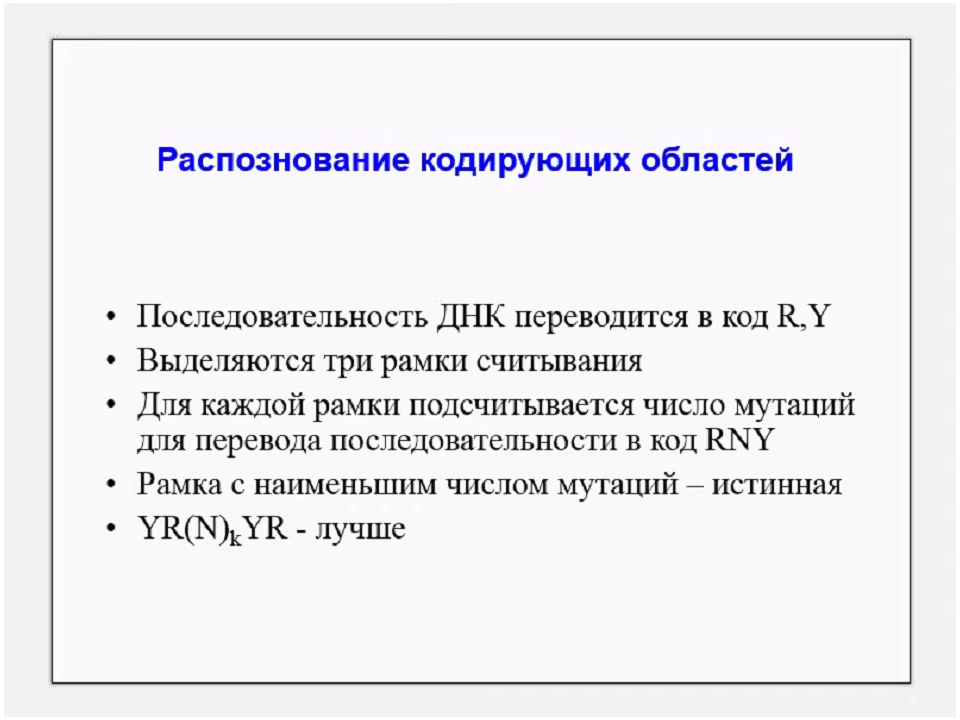 Распознование кодирующих областей
• Последовательность ДНК переводится в код R,Y
• Выделяются три рамки считывания
• Для каждой рамки подсчитывается число мутаций
для перевода последовательности в код RNY
• Рамка с наименьшим числом мутаций – истинная
• YR(N)kYR - лучше